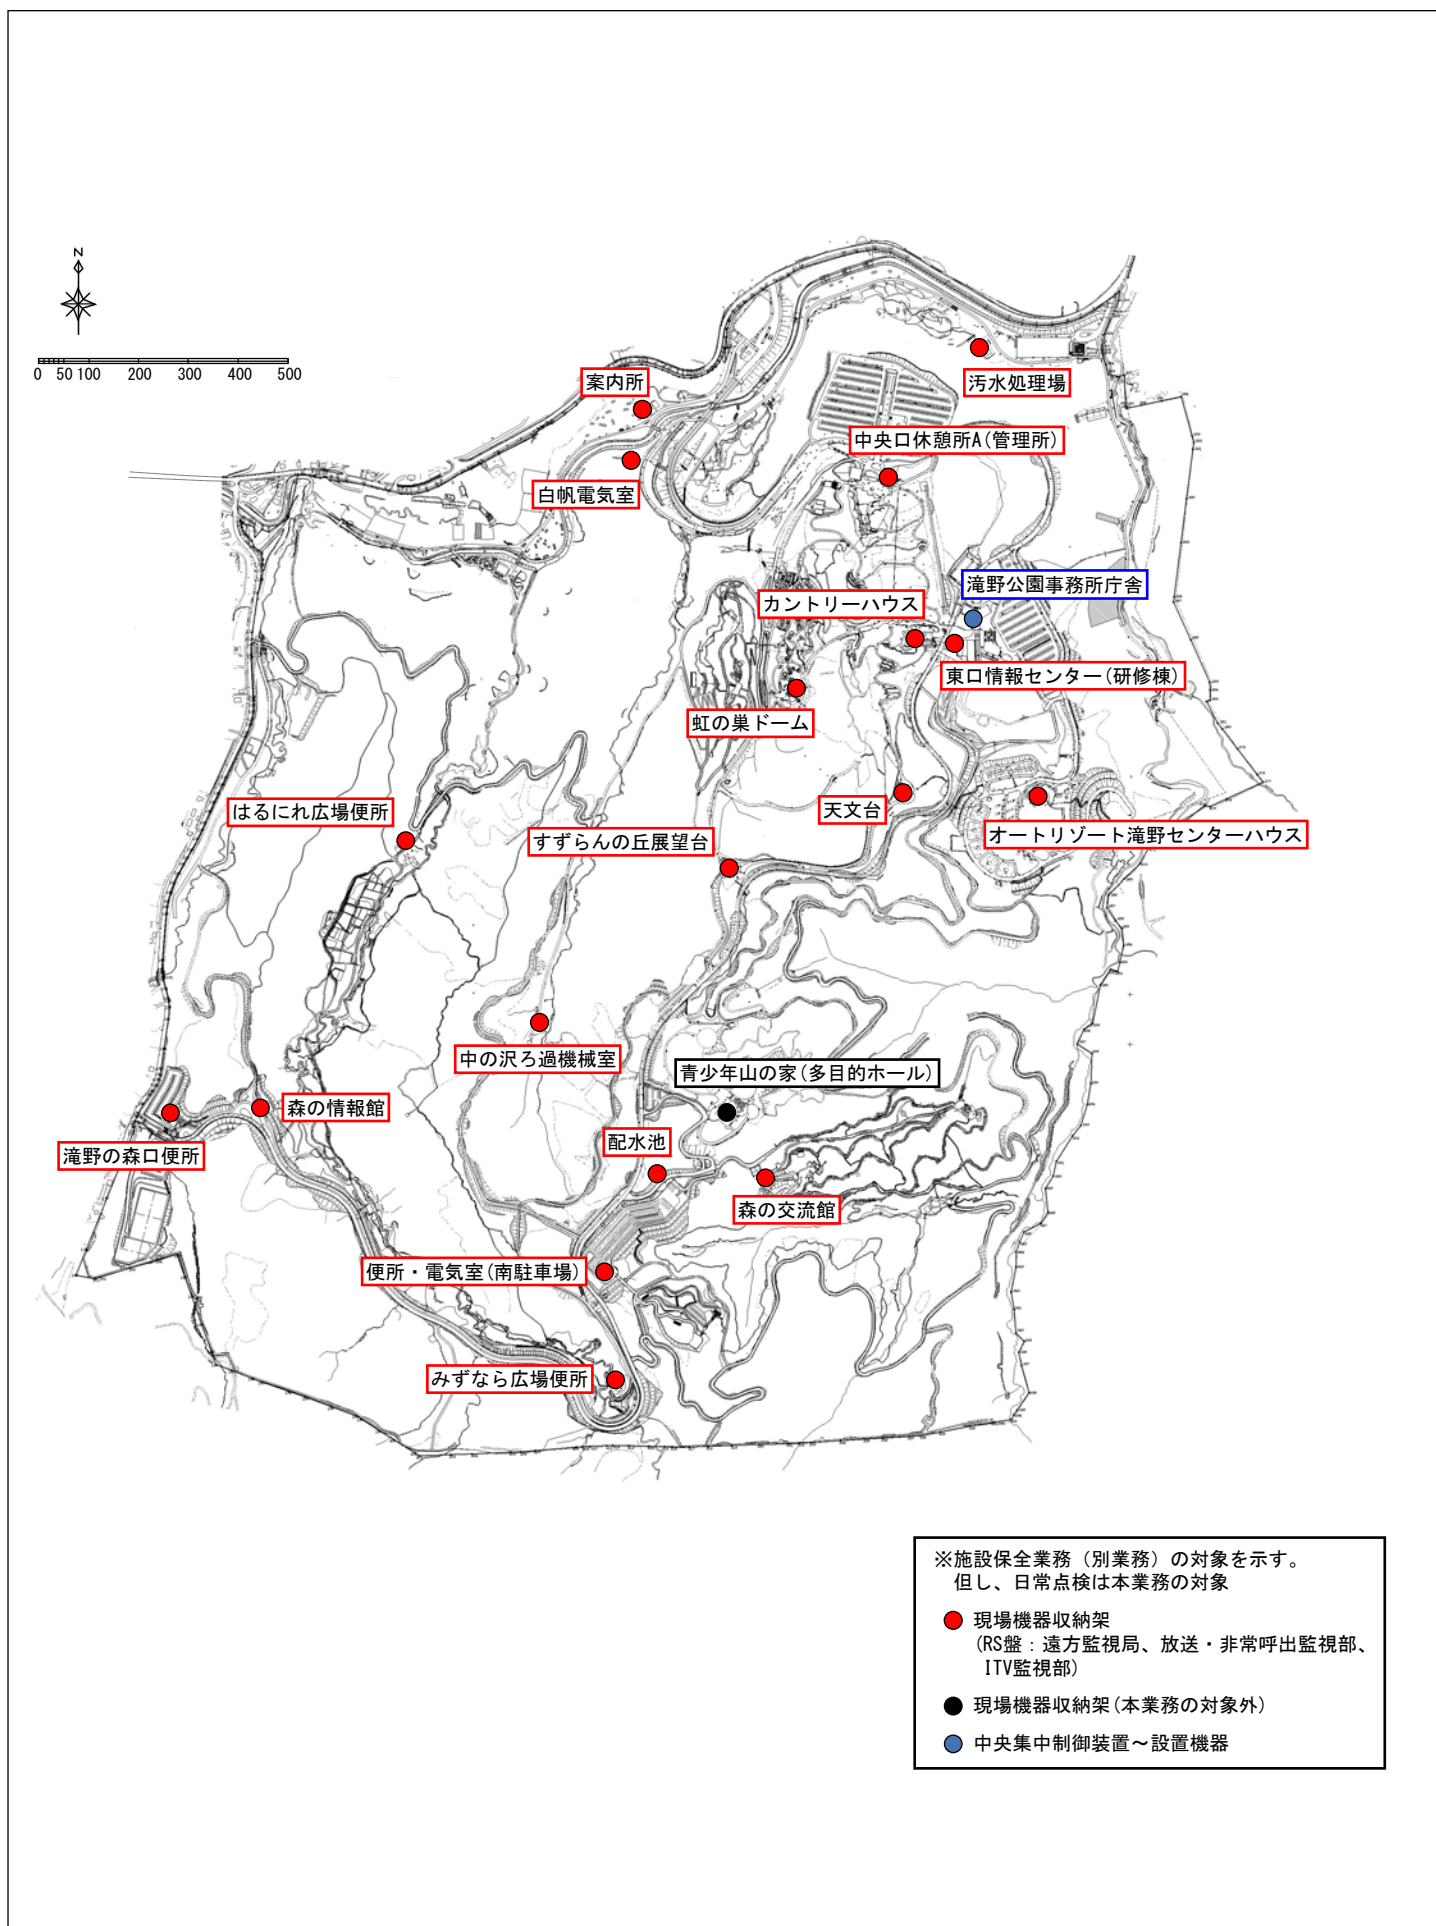 N
0 50 100 200 300 400 500
案内所
汚水処理場
中央口休憩所A(管理所)
白帆電気室
滝野公園事務所庁舎
カントリーハウス
東口情報センター(研修棟)
虹の巣ドーム
天文台
はるにれ広場便所
すずらんの丘展望台
オートリゾート滝野センターハウス
中の沢ろ過機械室
青少年山の家(多目的ホール)
森の情報館
滝野の森口便所
配水池
森の交流館
便所・電気室(南駐車場)
みずなら広場便所
※施設保全業務（別業務）の対象を示す。
但し、日常点検は本業務の対象
現場機器収納架
(RS盤：遠方監視局、放送・非常呼出監視部、
ITV監視部)
現場機器収納架(本業務の対象外)
中央集中制御装置～設置機器